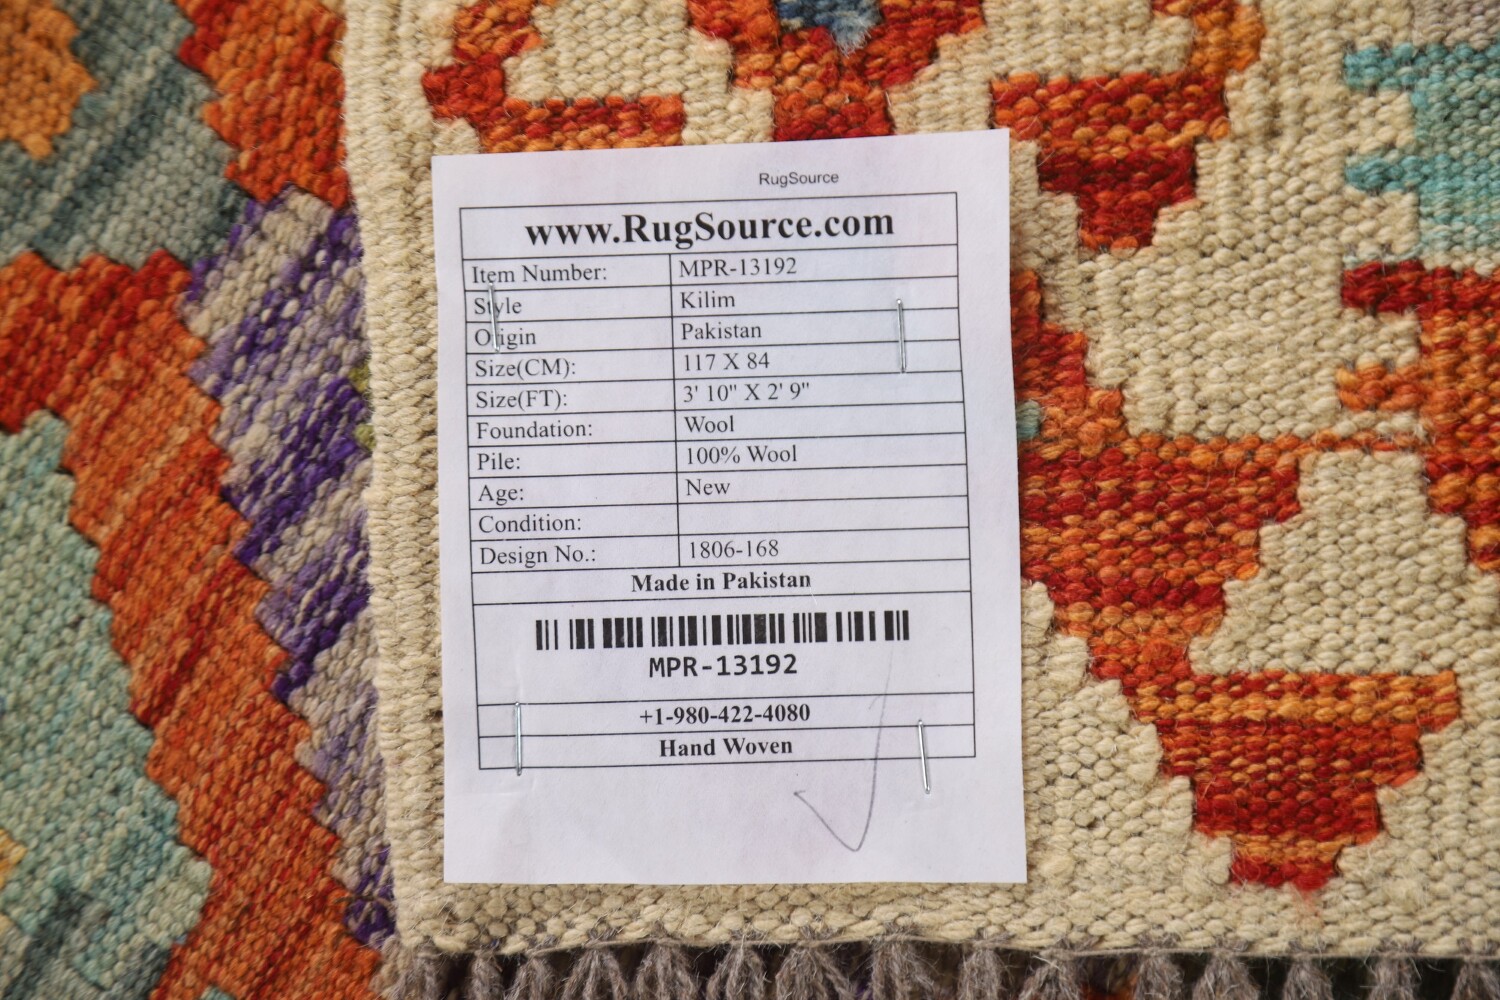 RugSource
www.RugSource.com
Item Number: MPR-13192
Style Kilim
Origin Pakistan
Size(CM): 117 X 84
Size(FT): 3' 10" X 2' 9"
Foundation: Wool
Pile: 100% Wool
Age: New
Condition:
Design No.: 1806-168
Made in Pakistan
MPR-13192
+1-980-422-4080
Hand Woven